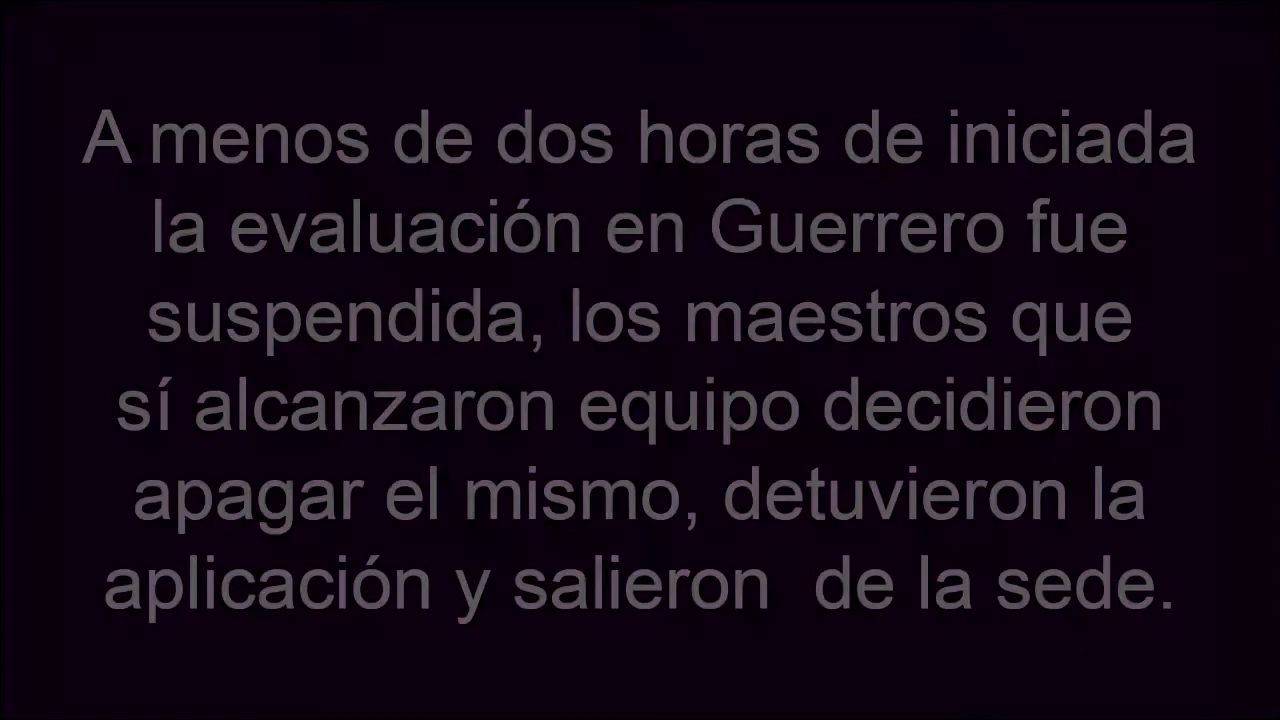 A menos de dos horas de iniciada
la evaluación en Guerrero fue
suspendida, los maestros que
sí alcanzaron equipo decidieron
apagar el mismo, detuvieron la
aplicación y salieron  de la sede.